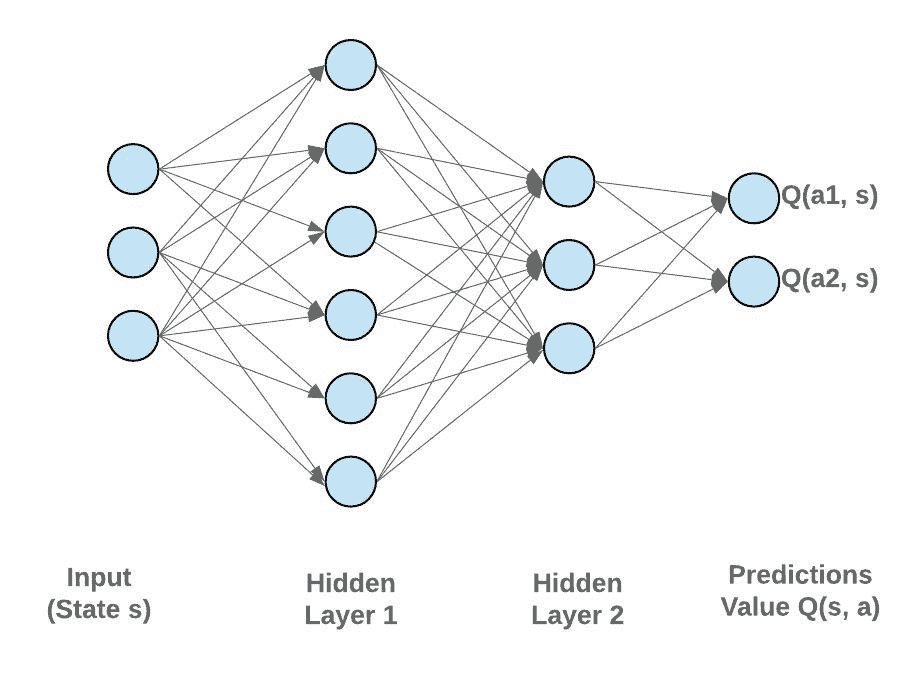 Q(a1, s)
Q(a2, s)
Input
(State s)
Hidden
Layer 1
Hidden
Layer 2
Predictions
Value Q(s, a)